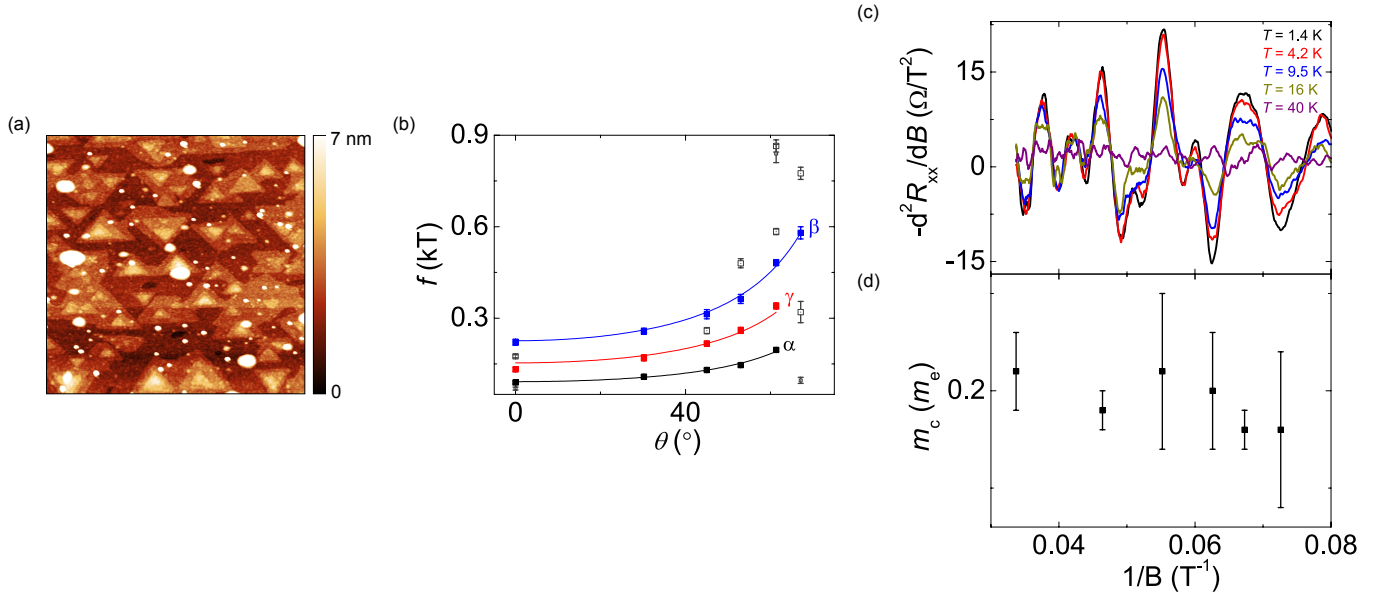 (a)
7 nm
0
(b)
0.9
0.6
0.3
f (kT)
β
γ
α
0
40
θ (°)
(c)
15
0
-15
-d²Rxx/dB (Ω/T²)
T = 1.4 K
T = 4.2 K
T = 9.5 K
T = 16 K
T = 40 K
(d)
0.2
mc (me)
0.04
0.06
0.08
1/B (T⁻¹)